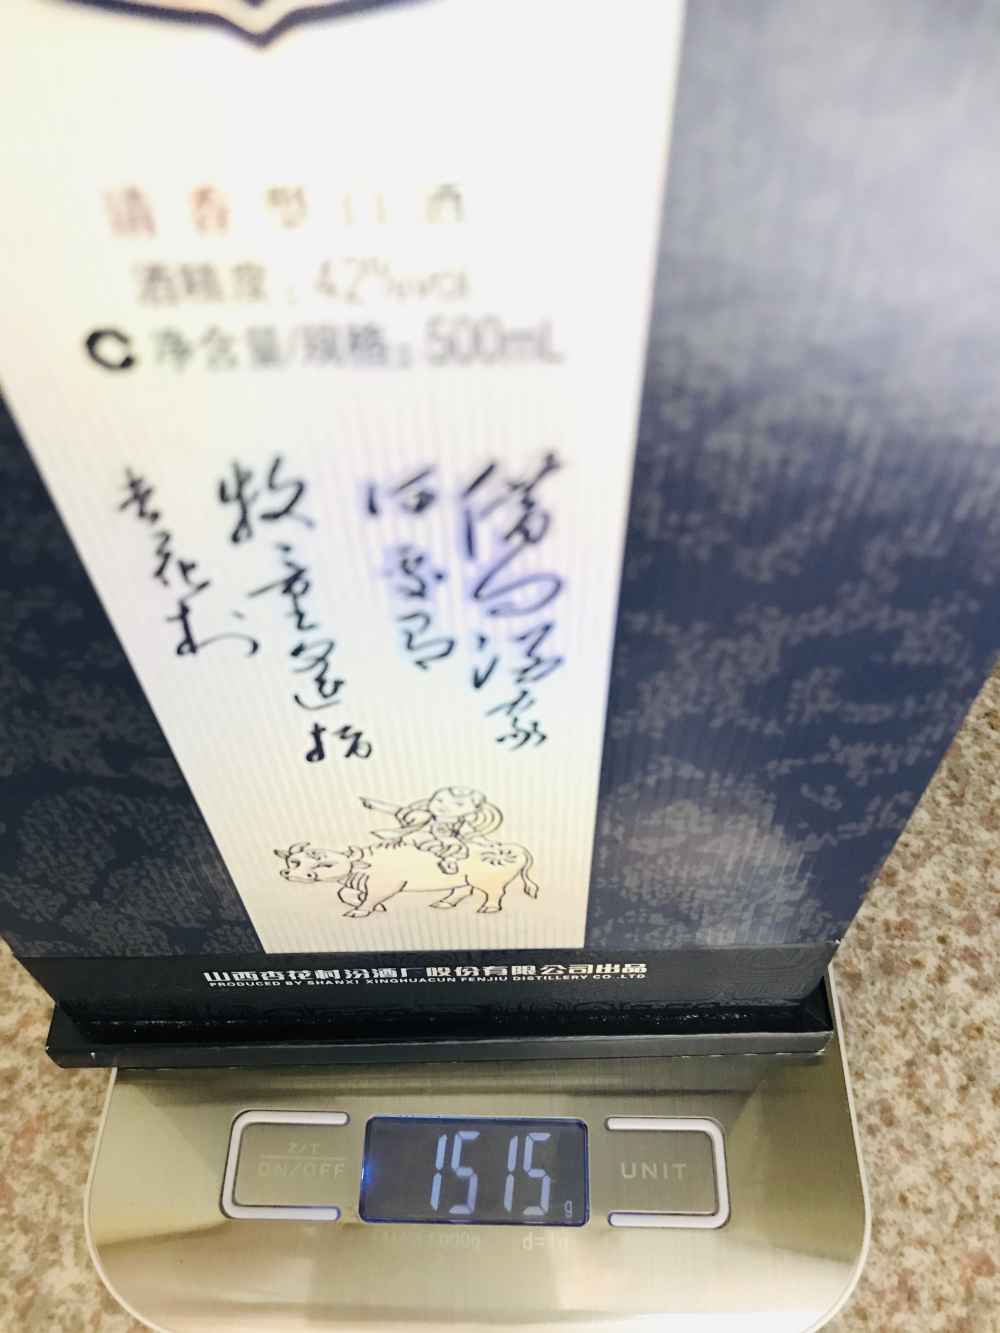 清香型白酒
酒精度：42%vol
C 净含量/规格：500mL
借问酒家
何处有
牧童遥指
杏花村
山西杏花村汾酒厂股份有限公司出品
PRODUCED BY SHANXI XINGHUACUN FENJIU DISTILLERY CO.,LTD
Z/T
ON/OFF
1515
g
UNIT
d=1g